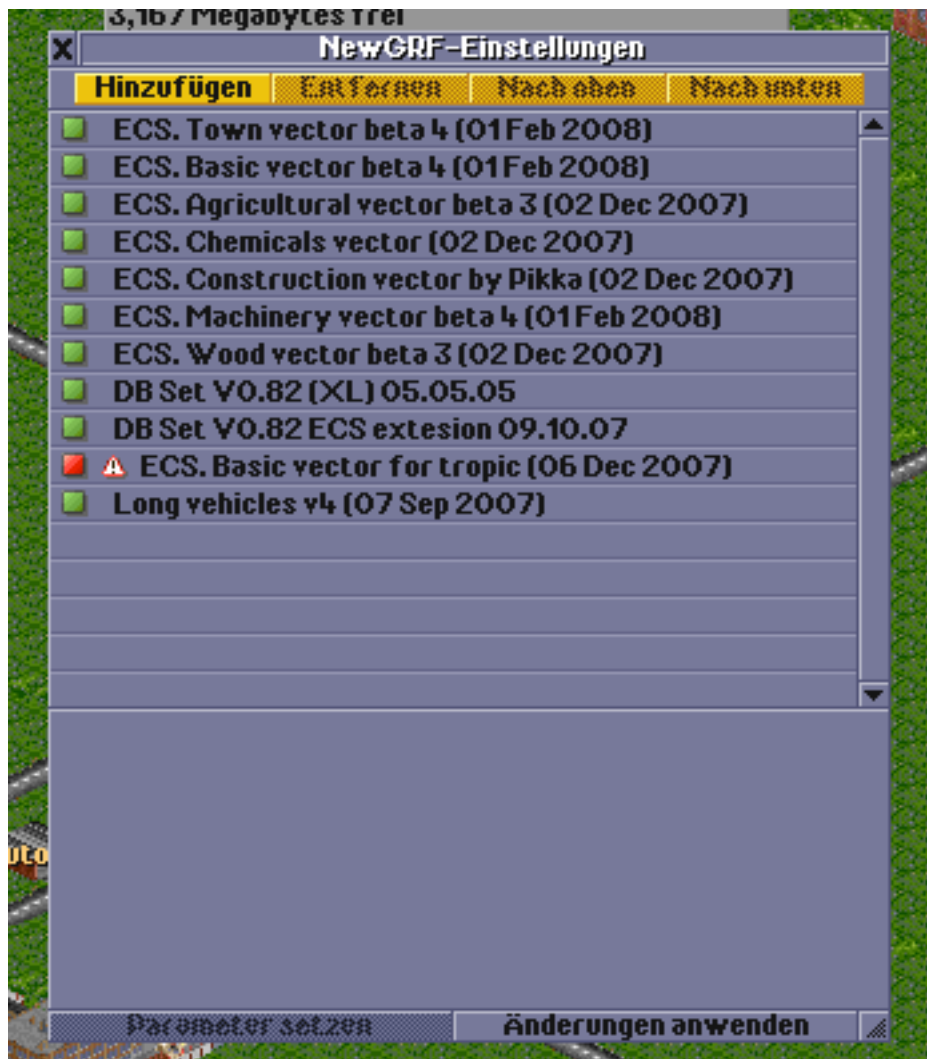 3,167 Megabytes frei
X NewGRF-Einstellungen
Hinzufügen Entfernen Nach oben Nach unten
ECS. Town vector beta 4 (01 Feb 2008)
ECS. Basic vector beta 4 (01 Feb 2008)
ECS. Agricultural vector beta 3 (02 Dec 2007)
ECS. Chemicals vector (02 Dec 2007)
ECS. Construction vector by Pikka (02 Dec 2007)
ECS. Machinery vector beta 4 (01 Feb 2008)
ECS. Wood vector beta 3 (02 Dec 2007)
DB Set V0.82 (XL) 05.05.05
DB Set V0.82 ECS extesion 09.10.07
ECS. Basic vector for tropic (06 Dec 2007)
Long vehicles v4 (07 Sep 2007)
uto
Parameter setzen Änderungen anwenden